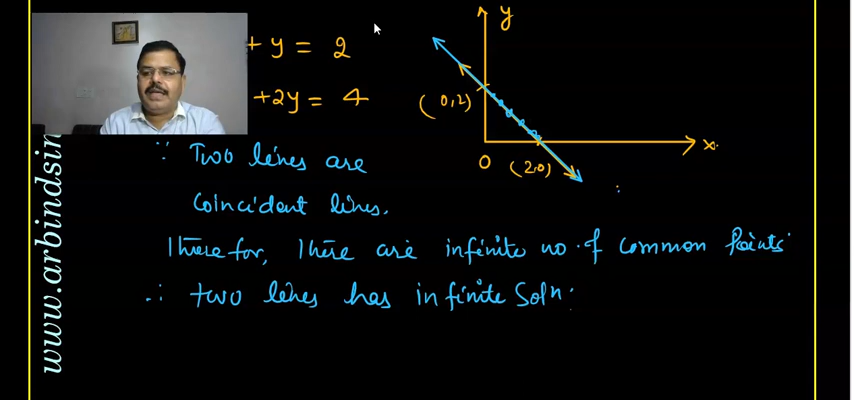 + y = 2
+2y = 4
∵ Two lines are
Coincident lines.
Therefor, There are infinite no. of common Points
∴ two lines has infinite Soln.
y
(0,2)
0
(2,0)
x
www.arbindsin